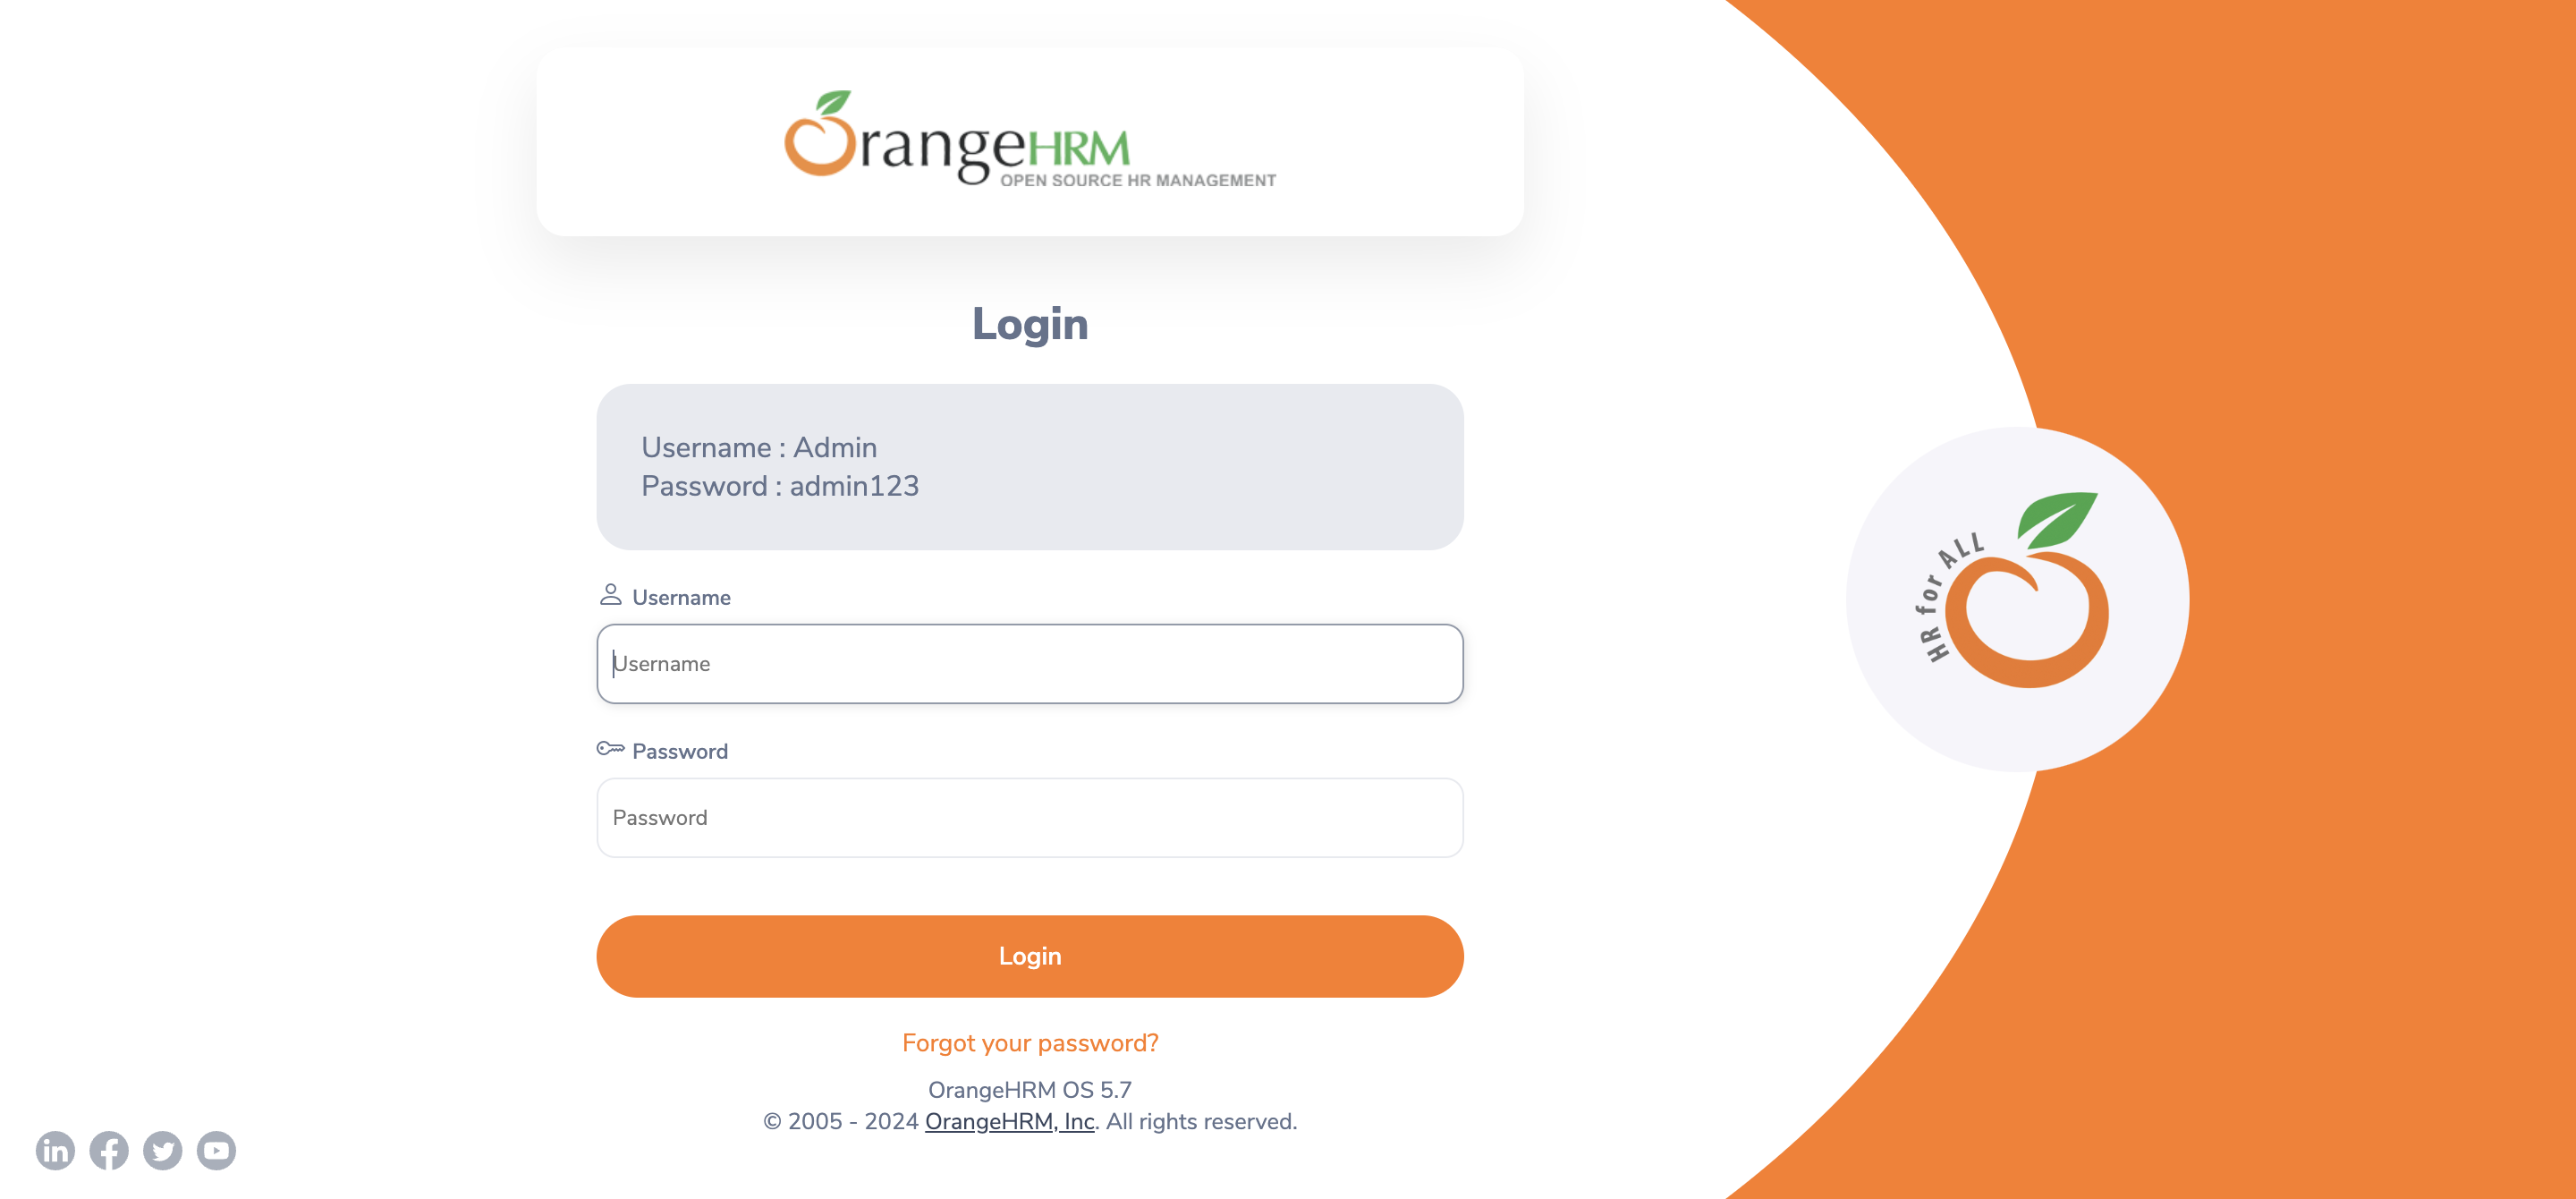 OrangeHRM
OPEN SOURCE HR MANAGEMENT
Login
Username : Admin
Password : admin123
Username
Username
Password
Password
Login
Forgot your password?
OrangeHRM OS 5.7
© 2005 - 2024 OrangeHRM, Inc. All rights reserved.
HR for ALL